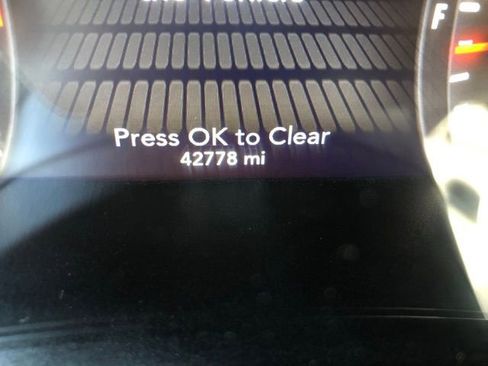 F
Press OK to Clear
42778 mi